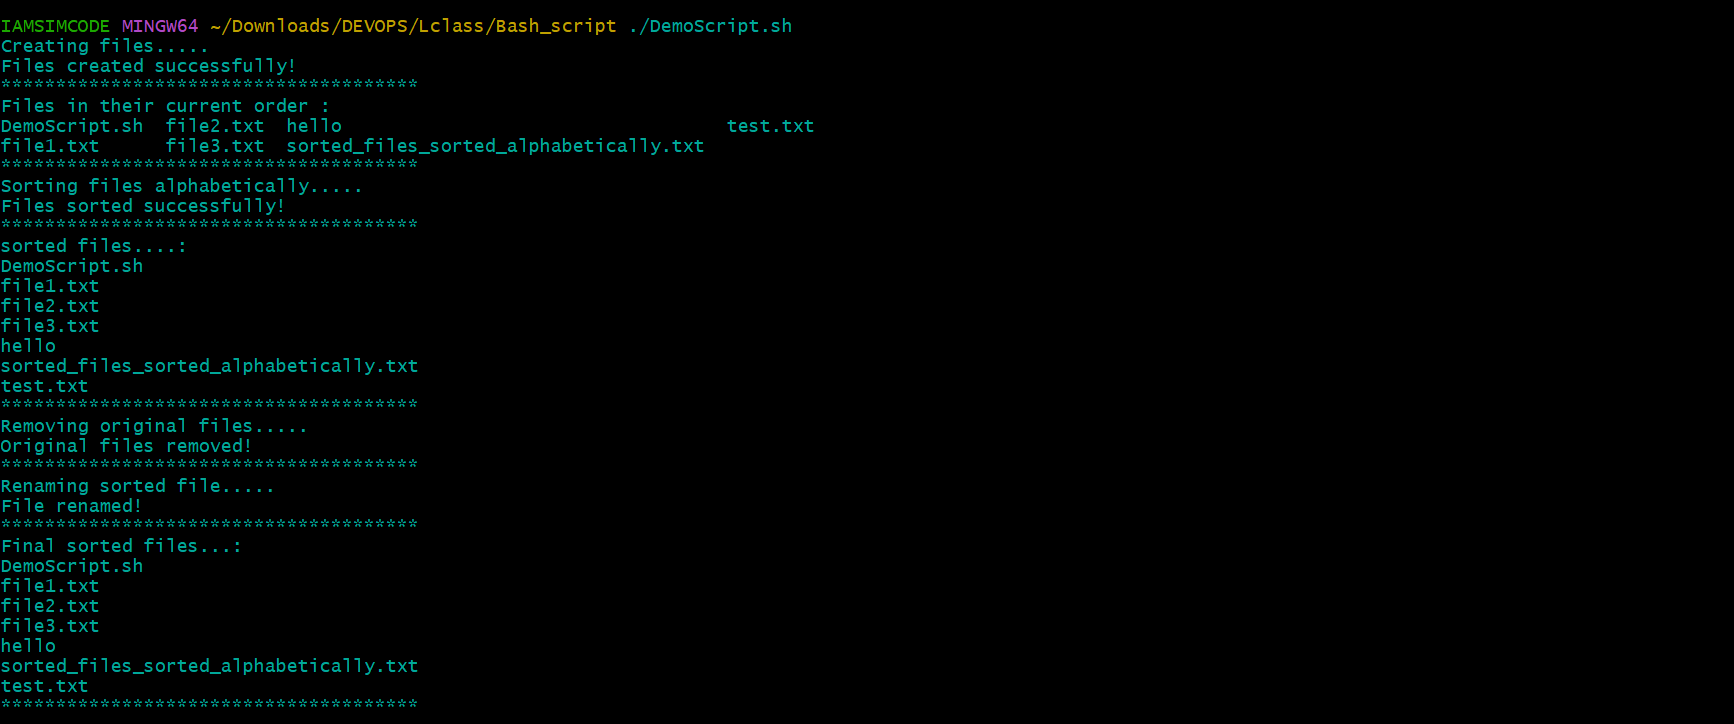 IAMSIMCODE MINGW64 ~/Downloads/DEVOPS/Lclass/Bash_script ./DemoScript.sh
Creating files.....
Files created successfully!
**************************************
Files in their current order :
DemoScript.sh  file2.txt  hello                                   test.txt
file1.txt      file3.txt  sorted_files_sorted_alphabetically.txt
**************************************
Sorting files alphabetically.....
Files sorted successfully!
**************************************
sorted files....:
DemoScript.sh
file1.txt
file2.txt
file3.txt
hello
sorted_files_sorted_alphabetically.txt
test.txt
**************************************
Removing original files.....
Original files removed!
**************************************
Renaming sorted file.....
File renamed!
**************************************
Final sorted files...:
DemoScript.sh
file1.txt
file2.txt
file3.txt
hello
sorted_files_sorted_alphabetically.txt
test.txt
**************************************